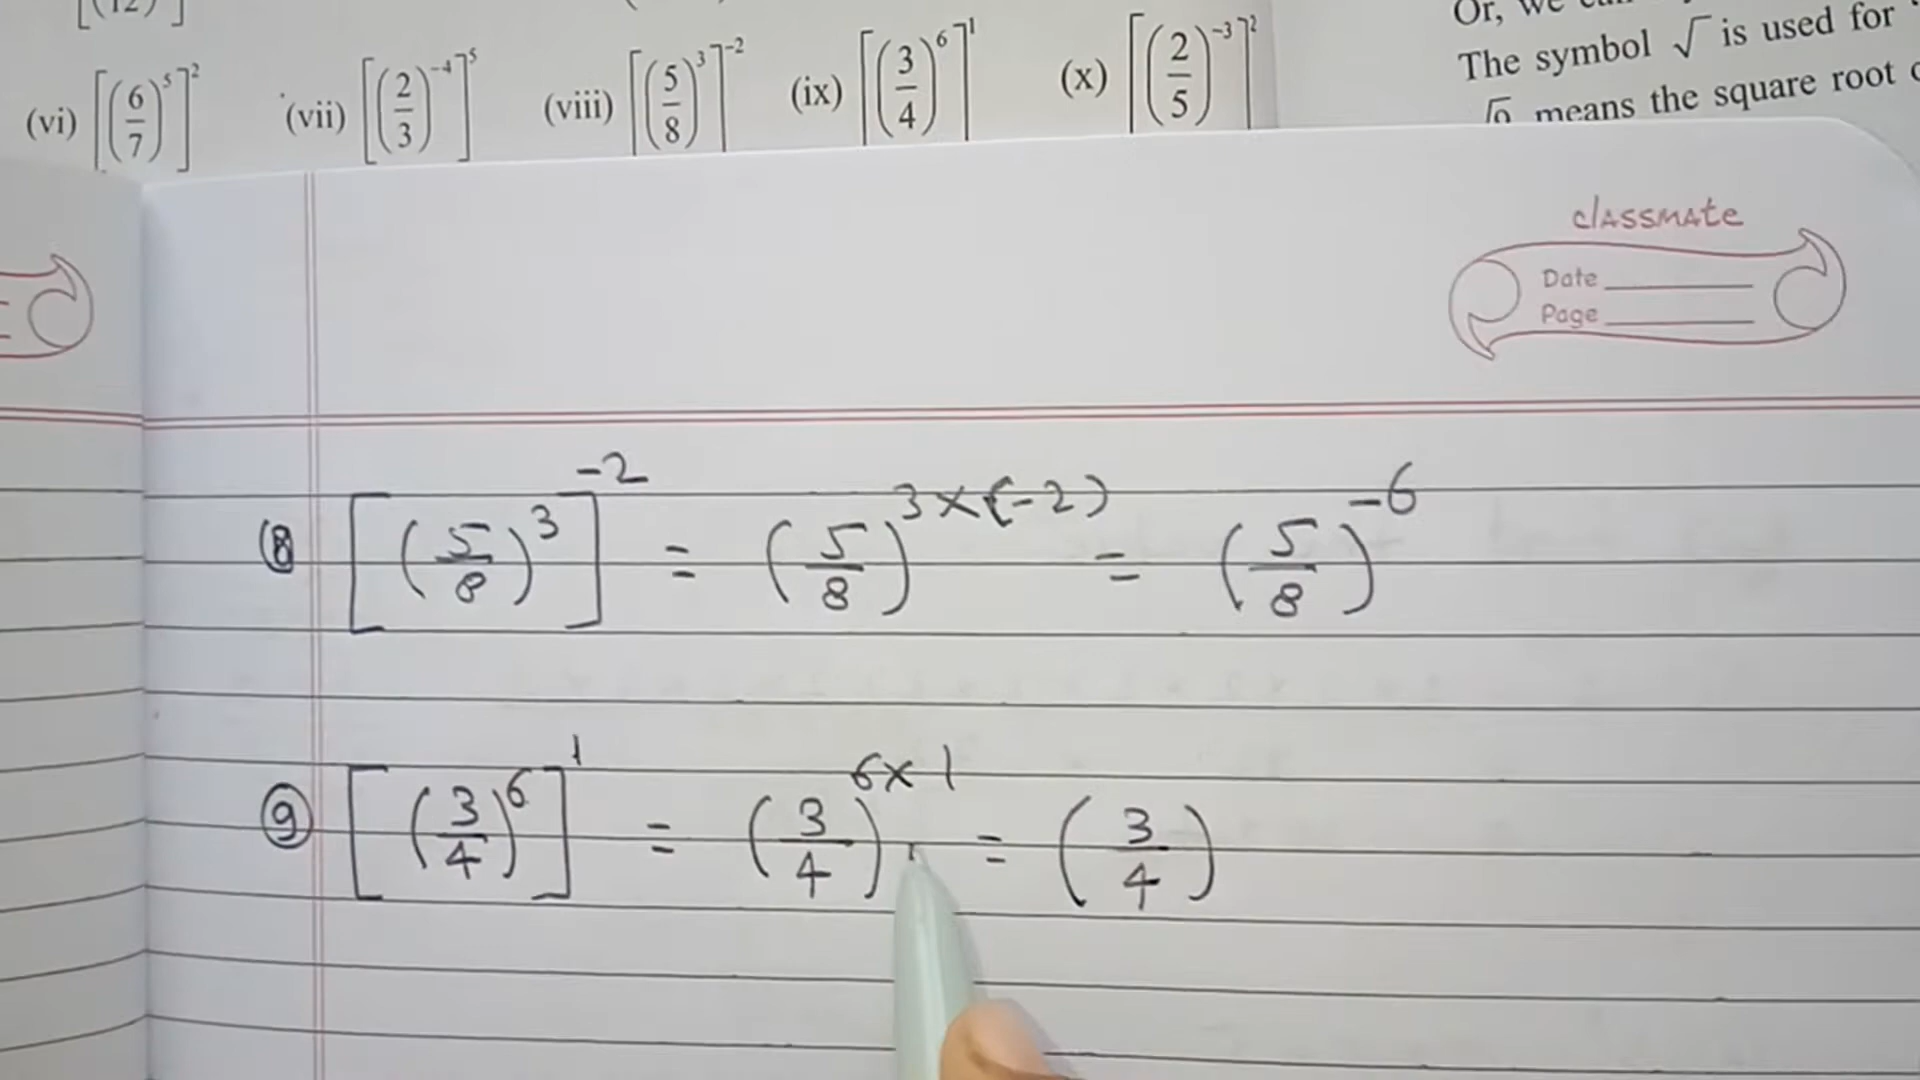 [(12)]
(vi) [(6/7)^5]^2 (vii) [(2/3)^-4]^5 (viii) [(5/8)^3]^-2 (ix) [(3/4)^6]^1 (x) [(2/5)^-3]^2
Or, we
The symbol √ is used for
means the square root
classmate
Date
Page
(8) [(5/8)^3]^-2 = (5/8)^3×(-2) = (5/8)^-6
(9) [(3/4)^6]^1 = (3/4)^6×1 = (3/4)